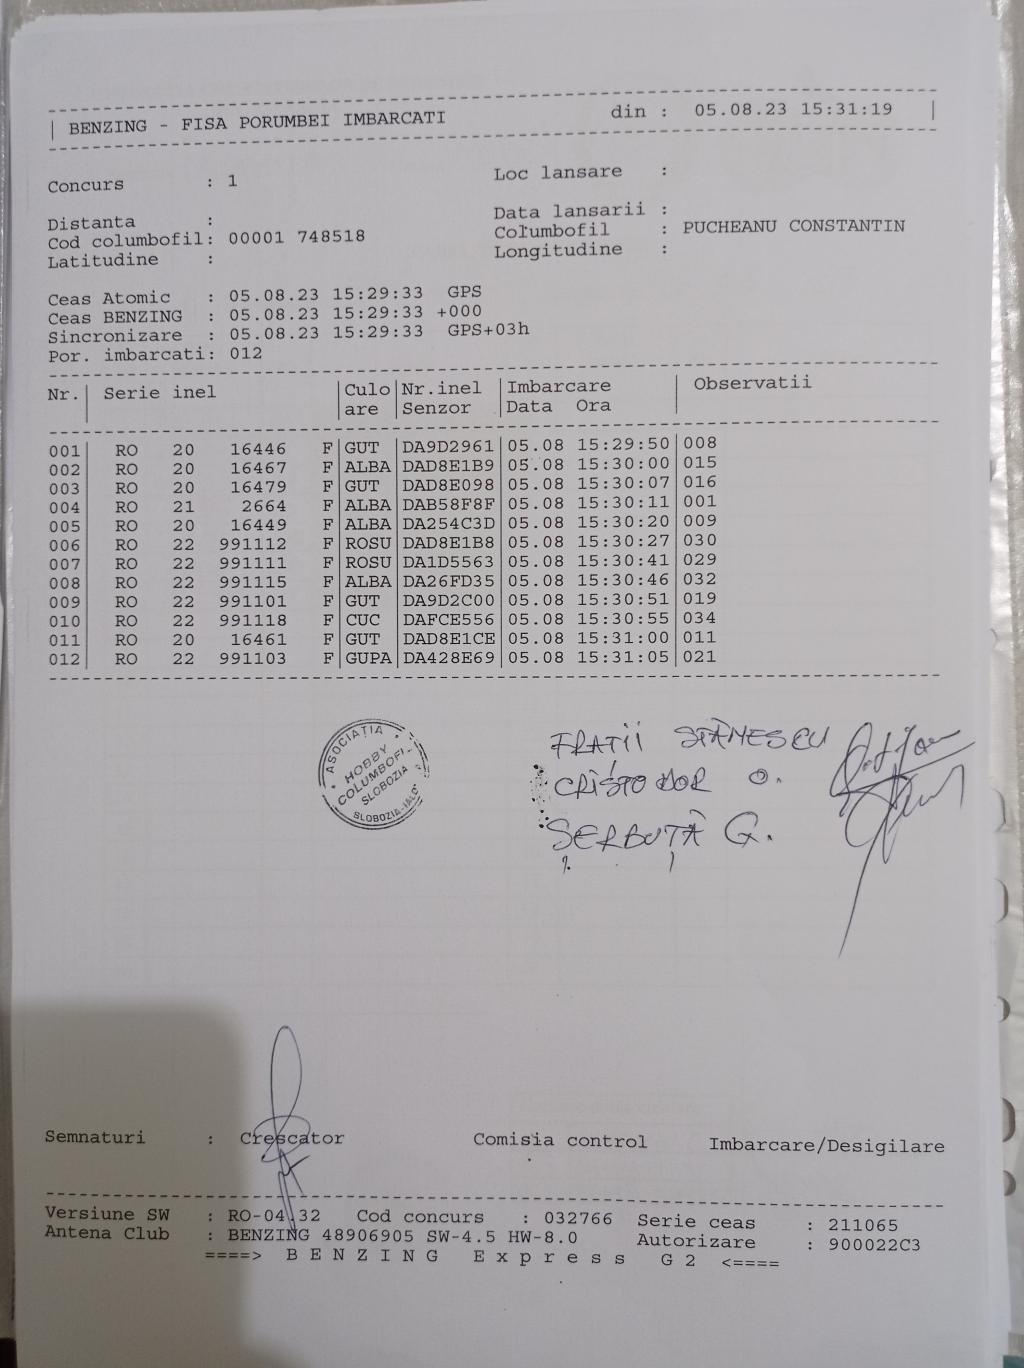 BENZING - FISA PORUMBEI IMBARCATI din : 05.08.23 15:31:19
Concurs : 1 Loc lansare :
Distanta : Data lansarii :
Cod columbofil: 00001 748518 Columbofil : PUCHEANU CONSTANTIN
Latitudine : Longitudine :
Ceas Atomic : 05.08.23 15:29:33 GPS
Ceas BENZING : 05.08.23 15:29:33 +000
Sincronizare : 05.08.23 15:29:33 GPS+03h
Por. imbarcati: 012
Nr.| Serie inel |Culo|Nr.inel |Imbarcare | Observatii
| |are |Senzor |Data Ora |
001| RO 20 16446 F|GUT |DA9D2961|05.08 15:29:50|008
002| RO 20 16467 F|ALBA|DAD8E1B9|05.08 15:30:00|015
003| RO 20 16479 F|GUT |DAD8E098|05.08 15:30:07|016
004| RO 21 2664 F|ALBA|DAB58F8F|05.08 15:30:11|001
005| RO 20 16449 F|ALBA|DA254C3D|05.08 15:30:20|009
006| RO 22 991112 F|ROSU|DAD8E1B8|05.08 15:30:27|030
007| RO 22 991111 F|ROSU|DA1D5563|05.08 15:30:41|029
008| RO 22 991115 F|ALBA|DA26FD35|05.08 15:30:46|032
009| RO 22 991101 F|GUT |DA9D2C00|05.08 15:30:51|019
010| RO 22 991118 F|CUC |DAFCE556|05.08 15:30:55|034
011| RO 20 16461 F|GUT |DAD8E1CE|05.08 15:31:00|011
012| RO 22 991103 F|GUPA|DA428E69|05.08 15:31:05|021
ASOCIAȚIA
HOBBY
COLUMBOFI.
SLOBOZIA
SLOBOZIA-IALO
FRAȚII STĂNESCU
CRISTODOR O.
SERBUȚĂ G.
Semnaturi : Crescator Comisia control Imbarcare/Desigilare
Versiune SW : RO-04.32 Cod concurs : 032766 Serie ceas : 211065
Antena Club : BENZING 48906905 SW-4.5 HW-8.0 Autorizare : 900022C3
====> B E N Z I N G E x p r e s s G 2 <====